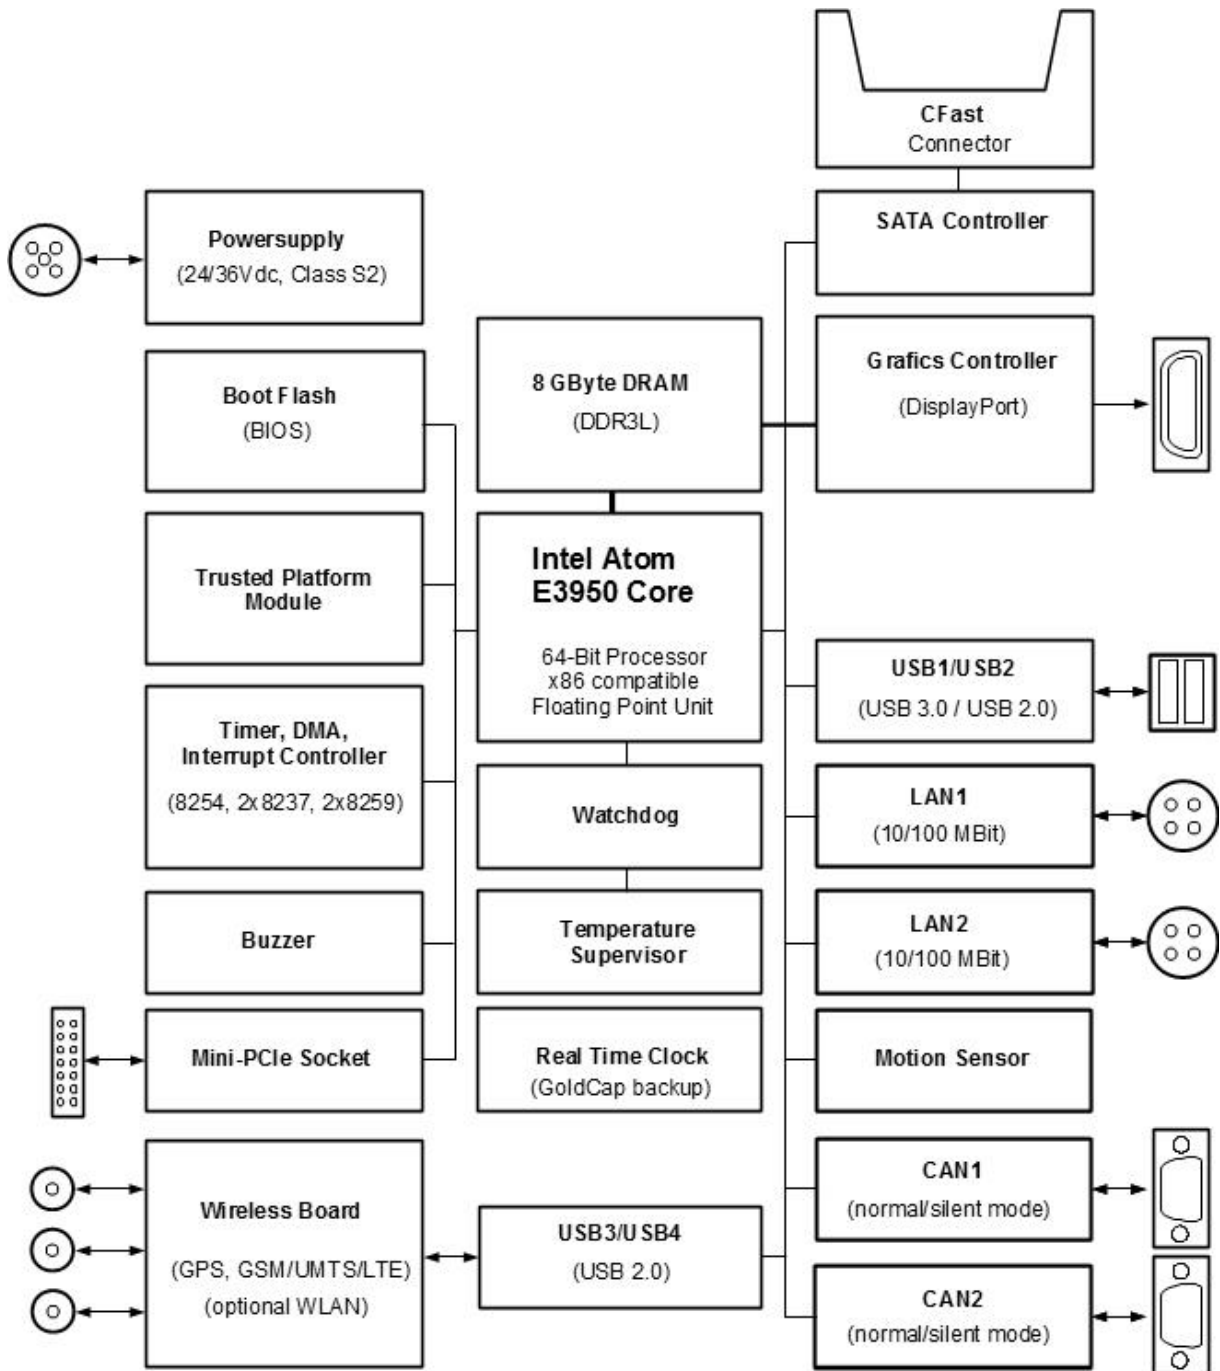 CFast
Connector
SATA Controller
Powersupply
(24/36Vdc, Class S2)
8 GByte DRAM
(DDR3L)
Grafics Controller
(DisplayPort)
Boot Flash
(BIOS)
Intel Atom
E3950 Core
64-Bit Processor
x86 compatible
Floating Point Unit
Trusted Platform
Module
USB1/USB2
(USB 3.0 / USB 2.0)
Timer, DMA,
Interrupt Controller
(8254, 2x8237, 2x8259)
Watchdog
LAN1
(10/100 MBit)
Buzzer
Temperature
Supervisor
LAN2
(10/100 MBit)
Mini-PCIe Socket
Real Time Clock
(GoldCap backup)
Motion Sensor
Wireless Board
(GPS, GSM/UMTS/LTE)
(optional WLAN)
USB3/USB4
(USB 2.0)
CAN1
(normal/silent mode)
CAN2
(normal/silent mode)